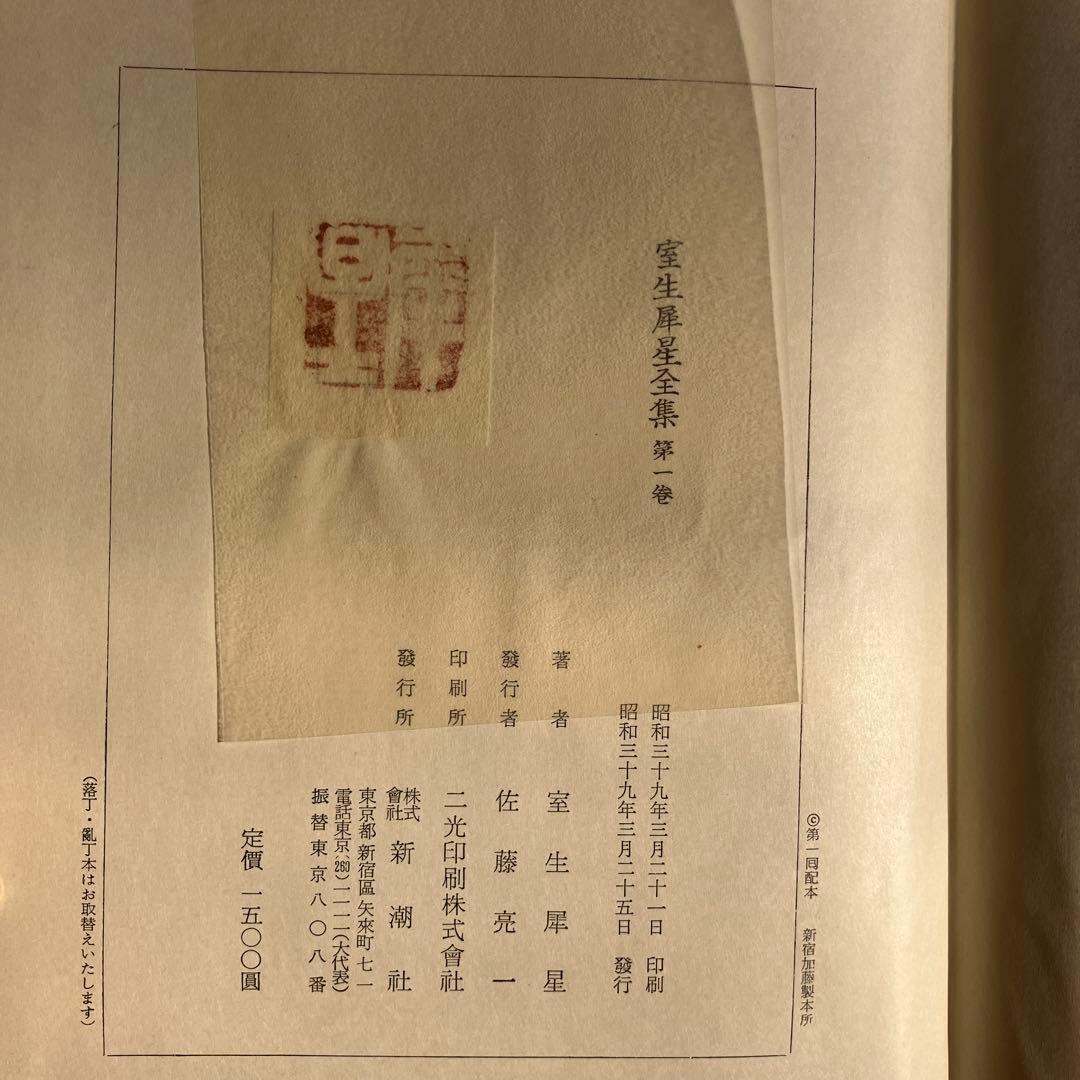 室生犀星全集 第一卷
昭和三十九年三月二十一日 印刷
昭和三十九年三月二十五日 發行
著者 室生犀星
發行者 佐藤亮一
印刷所 二光印刷株式會社
發行所 株式會社 新潮社
東京都新宿區矢來町七一
電話東京(260)一一一一(大代表)
振替東京八〇八番
定價 一五〇〇圓
©第一囘配本 新宿加藤製本所
(落丁・亂丁本はお取替えいたします)